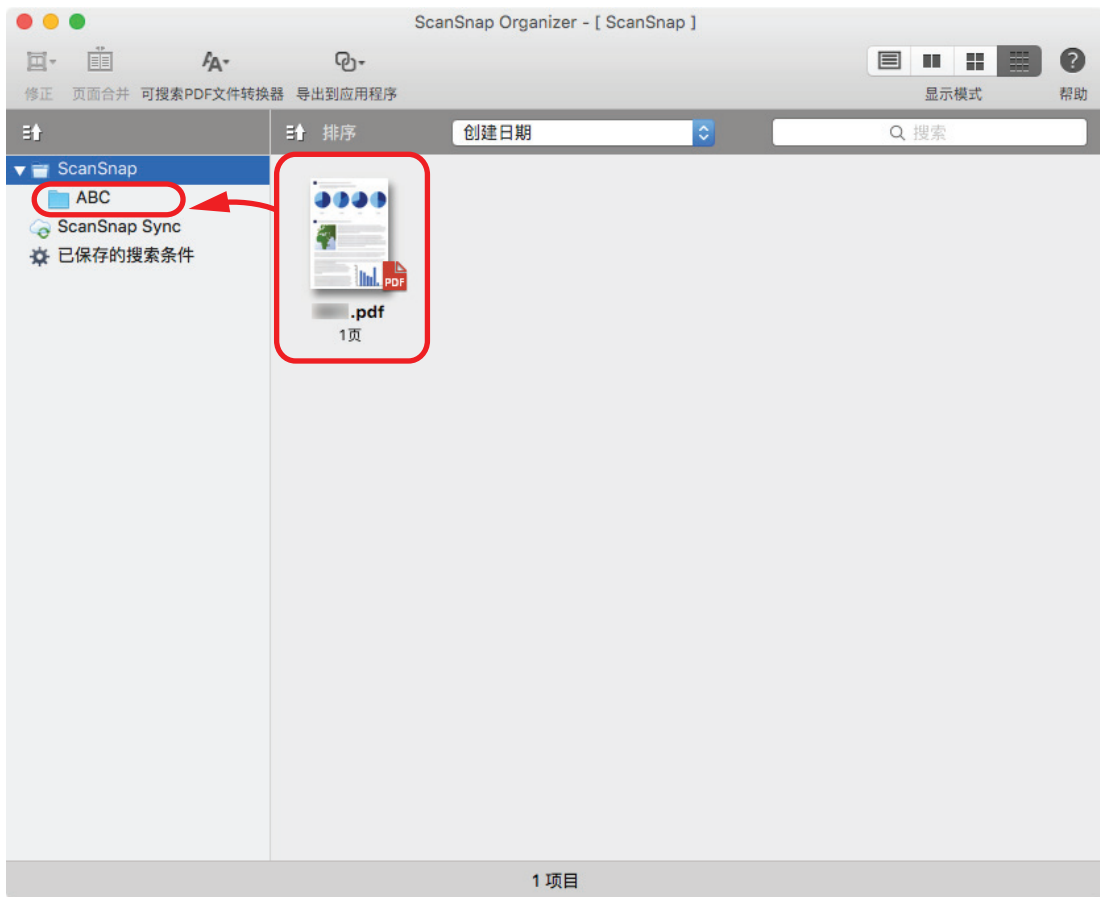 ScanSnap Organizer - [ ScanSnap ]
修正 页面合并 可搜索PDF文件转换器 导出到应用程序 显示模式 帮助
排序 创建日期 搜索
ScanSnap
ABC
ScanSnap Sync
已保存的搜索条件
PDF
.pdf
1页
1 项目